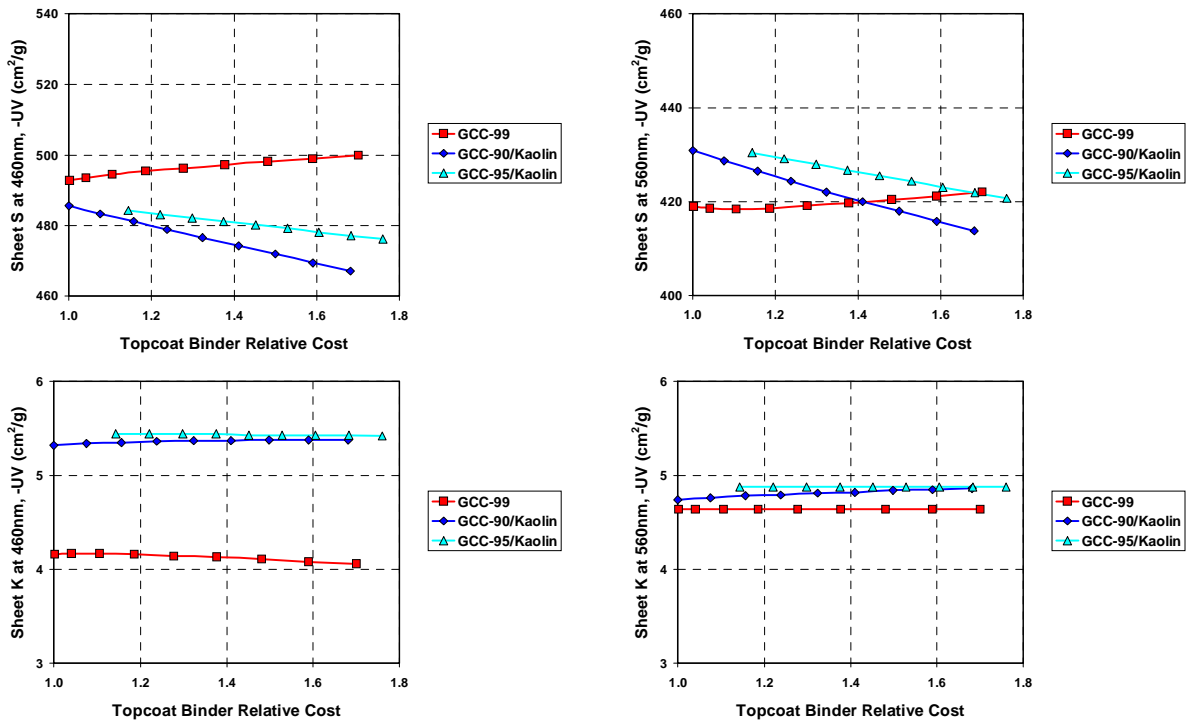 Sheet S at 460nm, -UV (cm²/g)
540
520
500
480
460
1.0 1.2 1.4 1.6 1.8
Topcoat Binder Relative Cost
GCC-99
GCC-90/Kaolin
GCC-95/Kaolin
Sheet S at 560nm, -UV (cm²/g)
460
440
420
400
1.0 1.2 1.4 1.6 1.8
Topcoat Binder Relative Cost
GCC-99
GCC-90/Kaolin
GCC-95/Kaolin
Sheet K at 460nm, -UV (cm²/g)
6
5
4
3
1.0 1.2 1.4 1.6 1.8
Topcoat Binder Relative Cost
GCC-99
GCC-90/Kaolin
GCC-95/Kaolin
Sheet K at 560nm, -UV (cm²/g)
6
5
4
3
1.0 1.2 1.4 1.6 1.8
Topcoat Binder Relative Cost
GCC-99
GCC-90/Kaolin
GCC-95/Kaolin